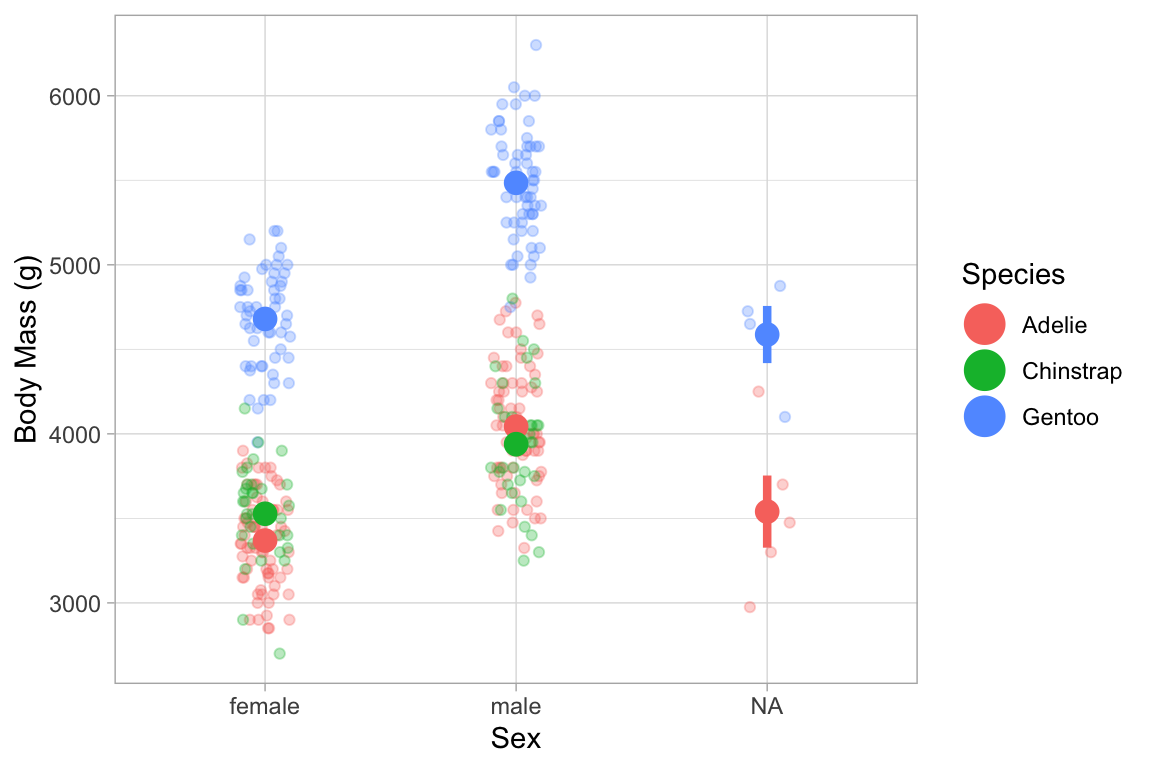 6000
5000
4000
3000
Body Mass (g)
female
male
NA
Sex
Species
Adelie
Chinstrap
Gentoo